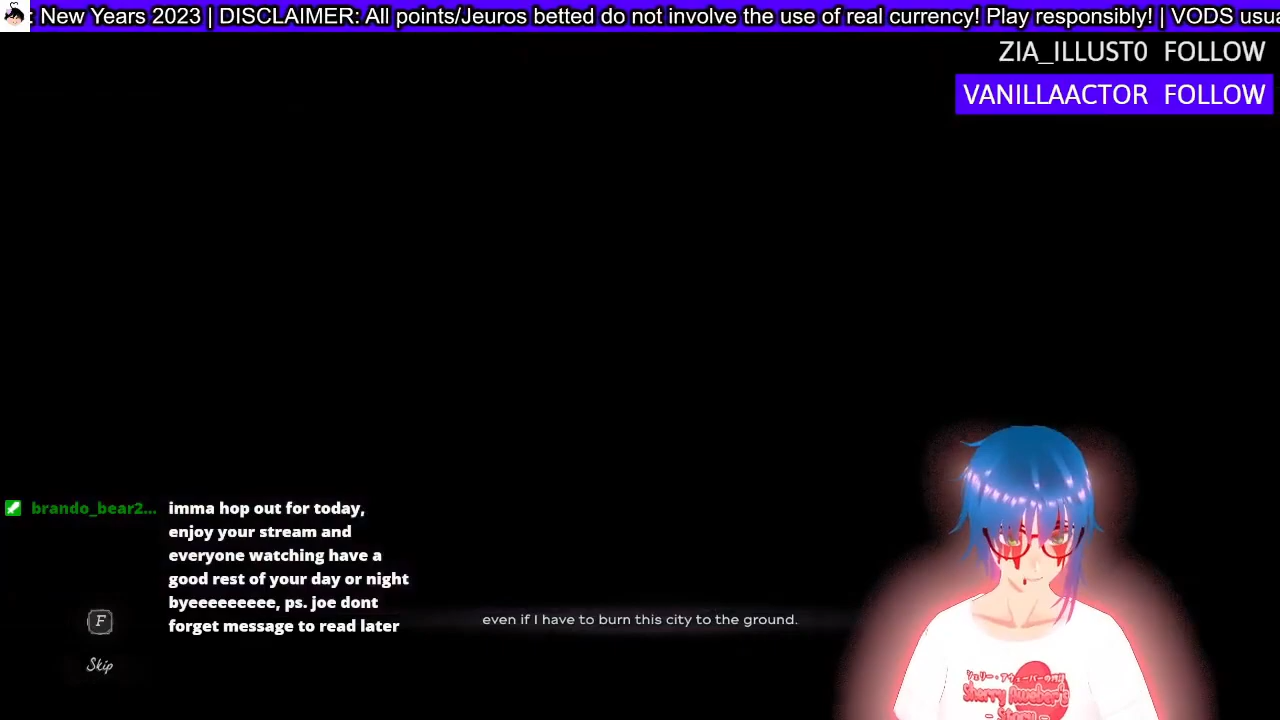 : New Years 2023 | DISCLAIMER: All points/Jeuros betted do not involve the use of real currency! Play responsibly! | VODS usua
ZIA_ILLUST0 FOLLOW
VANILLAACTOR FOLLOW
brando_bear2... imma hop out for today,
enjoy your stream and
everyone watching have a
good rest of your day or night
byeeeeeeeee, ps. joe dont
forget message to read later
even if I have to burn this city to the ground.
F
Skip
Sherry Aweber's
- Story -